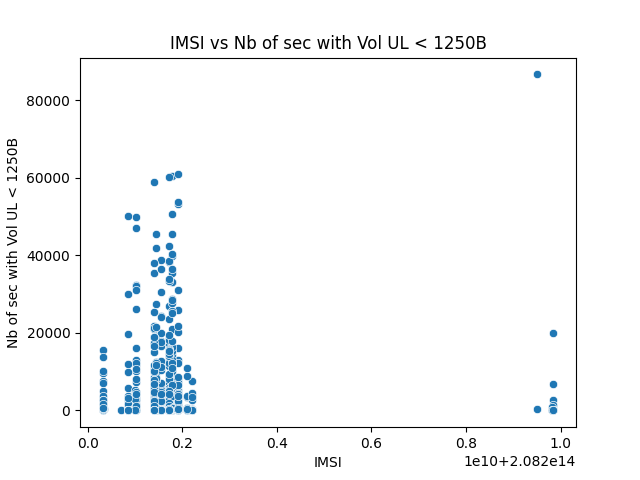 IMSI vs Nb of sec with Vol UL < 1250B
Nb of sec with Vol UL < 1250B
80000
60000
40000
20000
0
0.0 0.2 0.4 0.6 0.8 1.0
1e10+2.082e14
IMSI